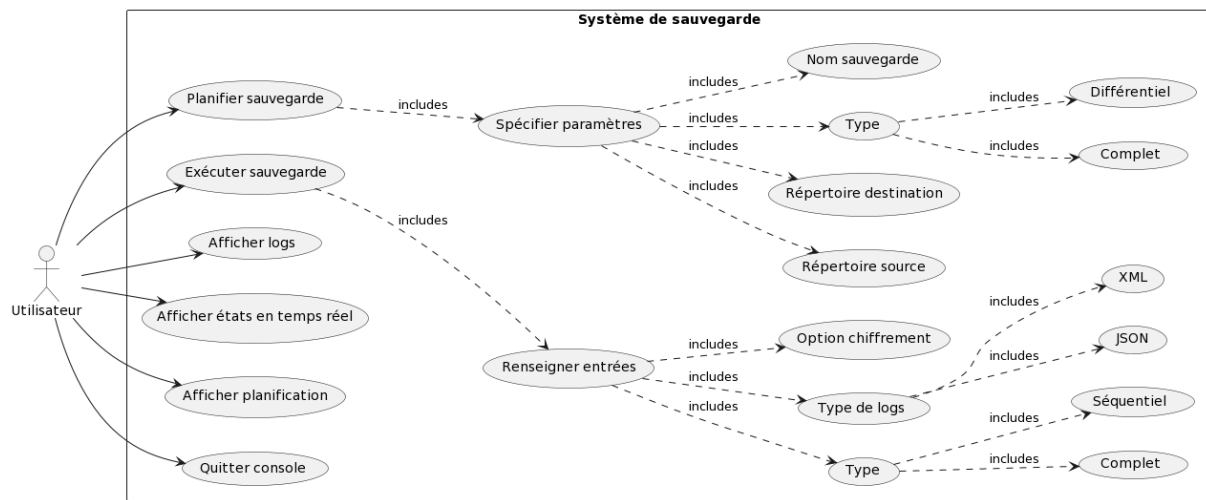 Système de sauvegarde
Nom sauvegarde
includes
Différentiel
includes
Planifier sauvegarde
includes
Spécifier paramètres
includes
Type
includes
Complet
includes
Répertoire destination
Exécuter sauvegarde
includes
includes
Répertoire source
Afficher logs
XML
Utilisateur
Afficher états en temps réel
includes
Option chiffrement
includes
JSON
Renseigner entrées
includes
includes
Type de logs
Séquentiel
Afficher planification
includes
includes
Type
includes
Complet
Quitter console